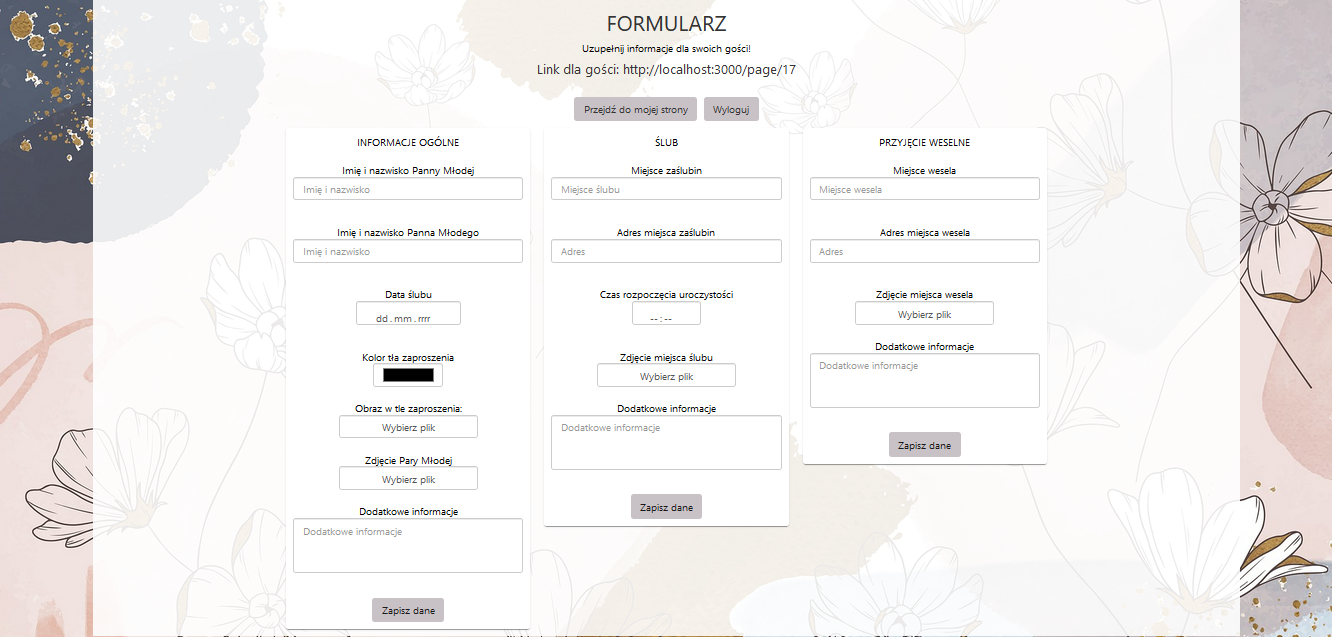 FORMULARZ
Uzupełnij informacje dla swoich gości!
Link dla gości: http://localhost:3000/page/17
Przejdź do mojej strony
Wyloguj
INFORMACJE OGÓLNE
Imię i nazwisko Panny Młodej
Imię i nazwisko
Imię i nazwisko Panna Młodego
Imię i nazwisko
Data ślubu
dd.mm.rrrr
Kolor tła zaproszenia
Obraz w tle zaproszenia:
Wybierz plik
Zdjęcie Pary Młodej
Wybierz plik
Dodatkowe informacje
Dodatkowe informacje
Zapisz dane
ŚLUB
Miejsce zaślubin
Miejsce ślubu
Adres miejsca zaślubin
Adres
Czas rozpoczęcia uroczystości
--:--
Zdjęcie miejsca ślubu
Wybierz plik
Dodatkowe informacje
Dodatkowe informacje
Zapisz dane
PRZYJĘCIE WESELNE
Miejsce wesela
Miejsce wesela
Adres miejsca wesela
Adres
Zdjęcie miejsca wesela
Wybierz plik
Dodatkowe informacje
Dodatkowe informacje
Zapisz dane